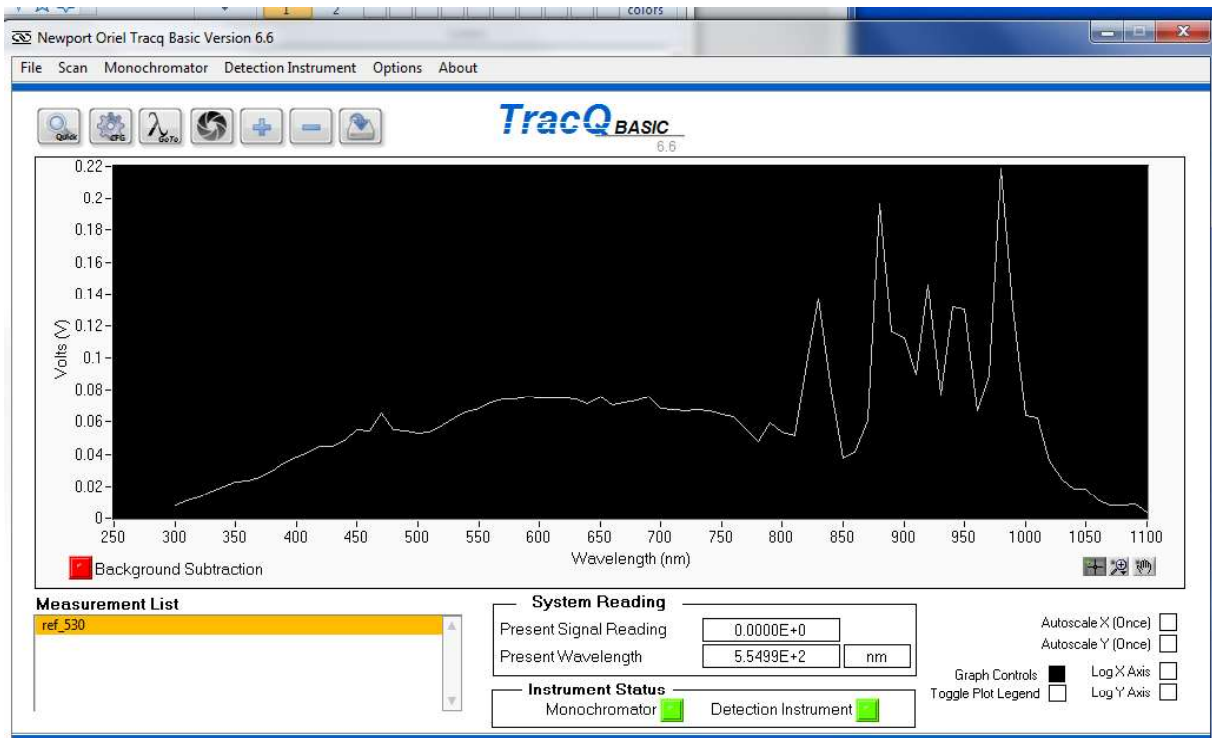 1 2 colors
Newport Oriel Tracq Basic Version 6.6
File Scan Monochromator Detection Instrument Options About
Quick CFG λ GoTo
TracQ BASIC
6.6
0.22
0.2
0.18
0.16
0.14
0.12
0.1
0.08
0.06
0.04
0.02
0
Volts (V)
250 300 350 400 450 500 550 600 650 700 750 800 850 900 950 1000 1050 1100
Wavelength (nm)
Background Subtraction
Measurement List
ref_530
System Reading
Present Signal Reading 0.0000E+0
Present Wavelength 5.5499E+2 nm
Instrument Status
Monochromator Detection Instrument
Autoscale X (Once)
Autoscale Y (Once)
Graph Controls Log X Axis
Toggle Plot Legend Log Y Axis